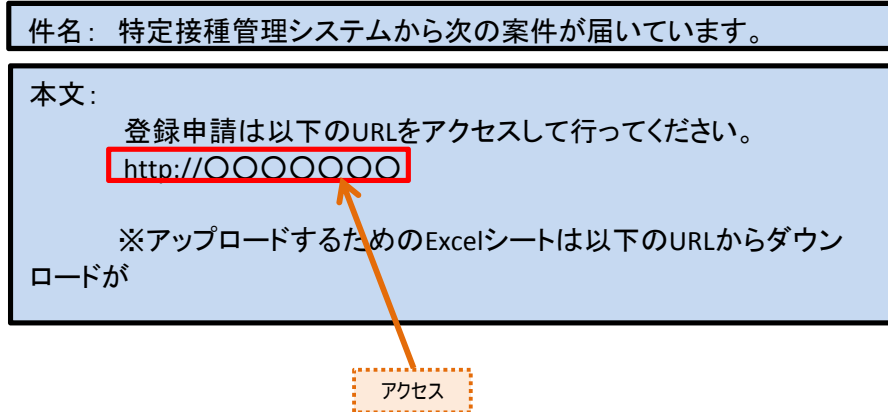 件名： 特定接種管理システムから次の案件が届いています。
本文：
登録申請は以下のURLをアクセスして行ってください。
http://〇〇〇〇〇〇〇
※アップロードするためのExcelシートは以下のURLからダウン
ロードが
アクセス